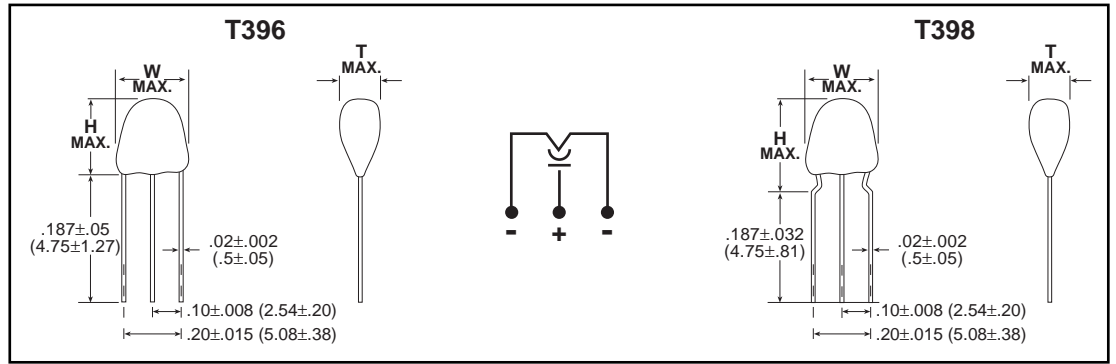 T396
T
MAX.
W
MAX.
H
MAX.
.187±.05
(4.75±1.27)
.02±.002
(.5±.05)
.10±.008 (2.54±.20)
.20±.015 (5.08±.38)
- + -
T398
T
MAX.
W
MAX.
H
MAX.
.187±.032
(4.75±.81)
.02±.002
(.5±.05)
.10±.008 (2.54±.20)
.20±.015 (5.08±.38)